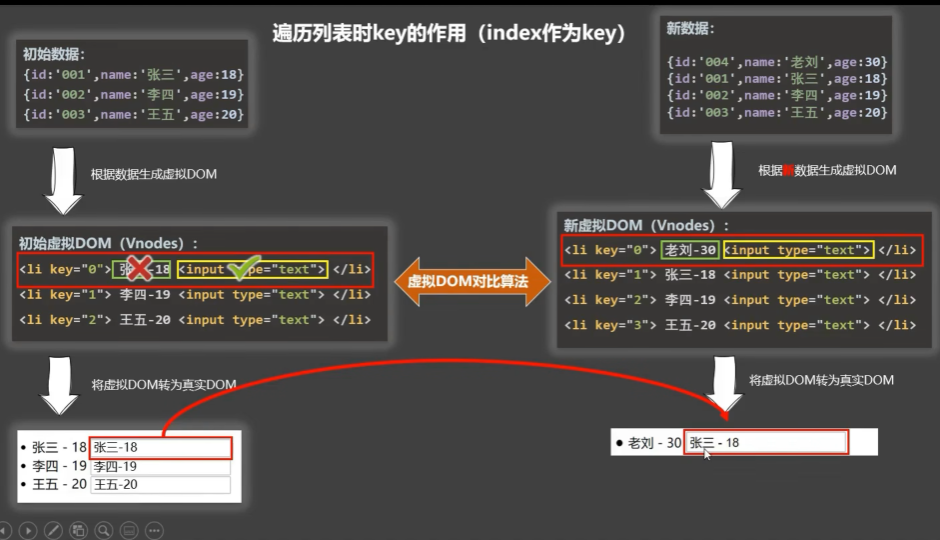 遍历列表时key的作用（index作为key）
初始数据：
{id:'001',name:'张三',age:18}
{id:'002',name:'李四',age:19}
{id:'003',name:'王五',age:20}
新数据：
{id:'004',name:'老刘',age:30}
{id:'001',name:'张三',age:18}
{id:'002',name:'李四',age:19}
{id:'003',name:'王五',age:20}
根据数据生成虚拟DOM
根据新数据生成虚拟DOM
初始虚拟DOM（Vnodes）：
<li key="0"> 张三-18 <input type="text"> </li>
<li key="1"> 李四-19 <input type="text"> </li>
<li key="2"> 王五-20 <input type="text"> </li>
虚拟DOM对比算法
新虚拟DOM（Vnodes）：
<li key="0"> 老刘-30 <input type="text"> </li>
<li key="1"> 张三-18 <input type="text"> </li>
<li key="2"> 李四-19 <input type="text"> </li>
<li key="3"> 王五-20 <input type="text"> </li>
将虚拟DOM转为真实DOM
将虚拟DOM转为真实DOM
• 张三 - 18 张三-18
• 李四 - 19 李四-19
• 王五 - 20 王五-20
• 老刘 - 30 张三 - 18